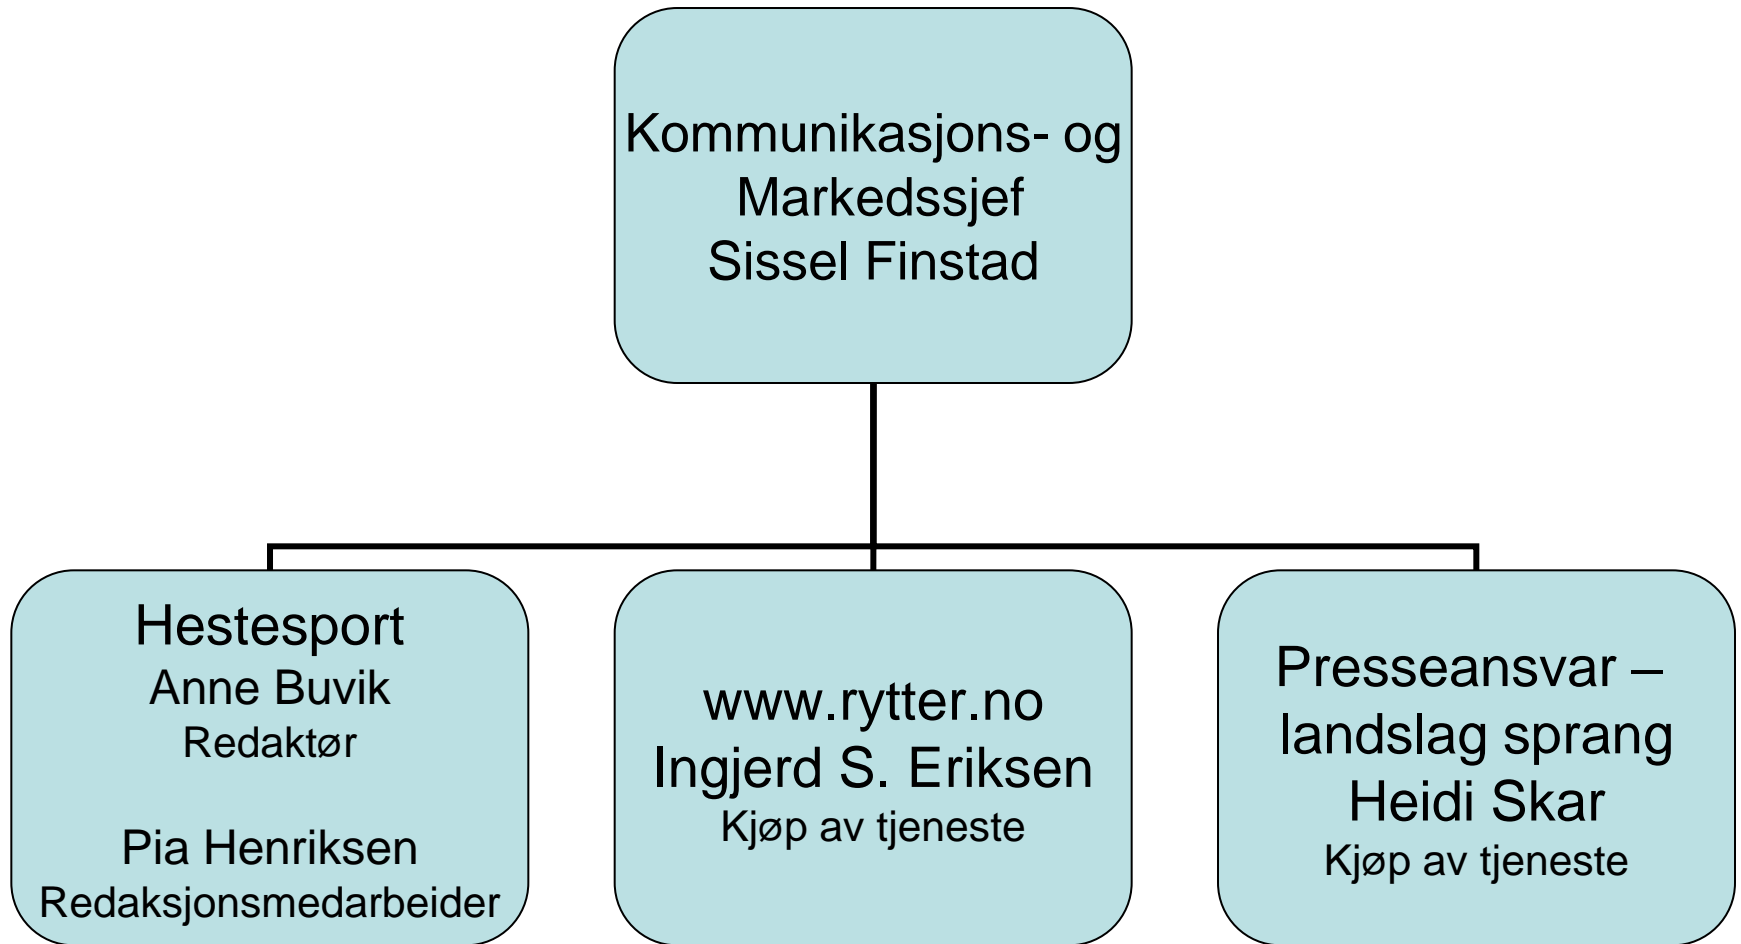 Kommunikasjons- og
Markedssjef
Sissel Finstad
Hestesport
Anne Buvik
Redaktør
Pia Henriksen
Redaksjonsmedarbeider
www.rytter.no
Ingjerd S. Eriksen
Kjøp av tjeneste
Presseansvar –
landslag sprang
Heidi Skar
Kjøp av tjeneste